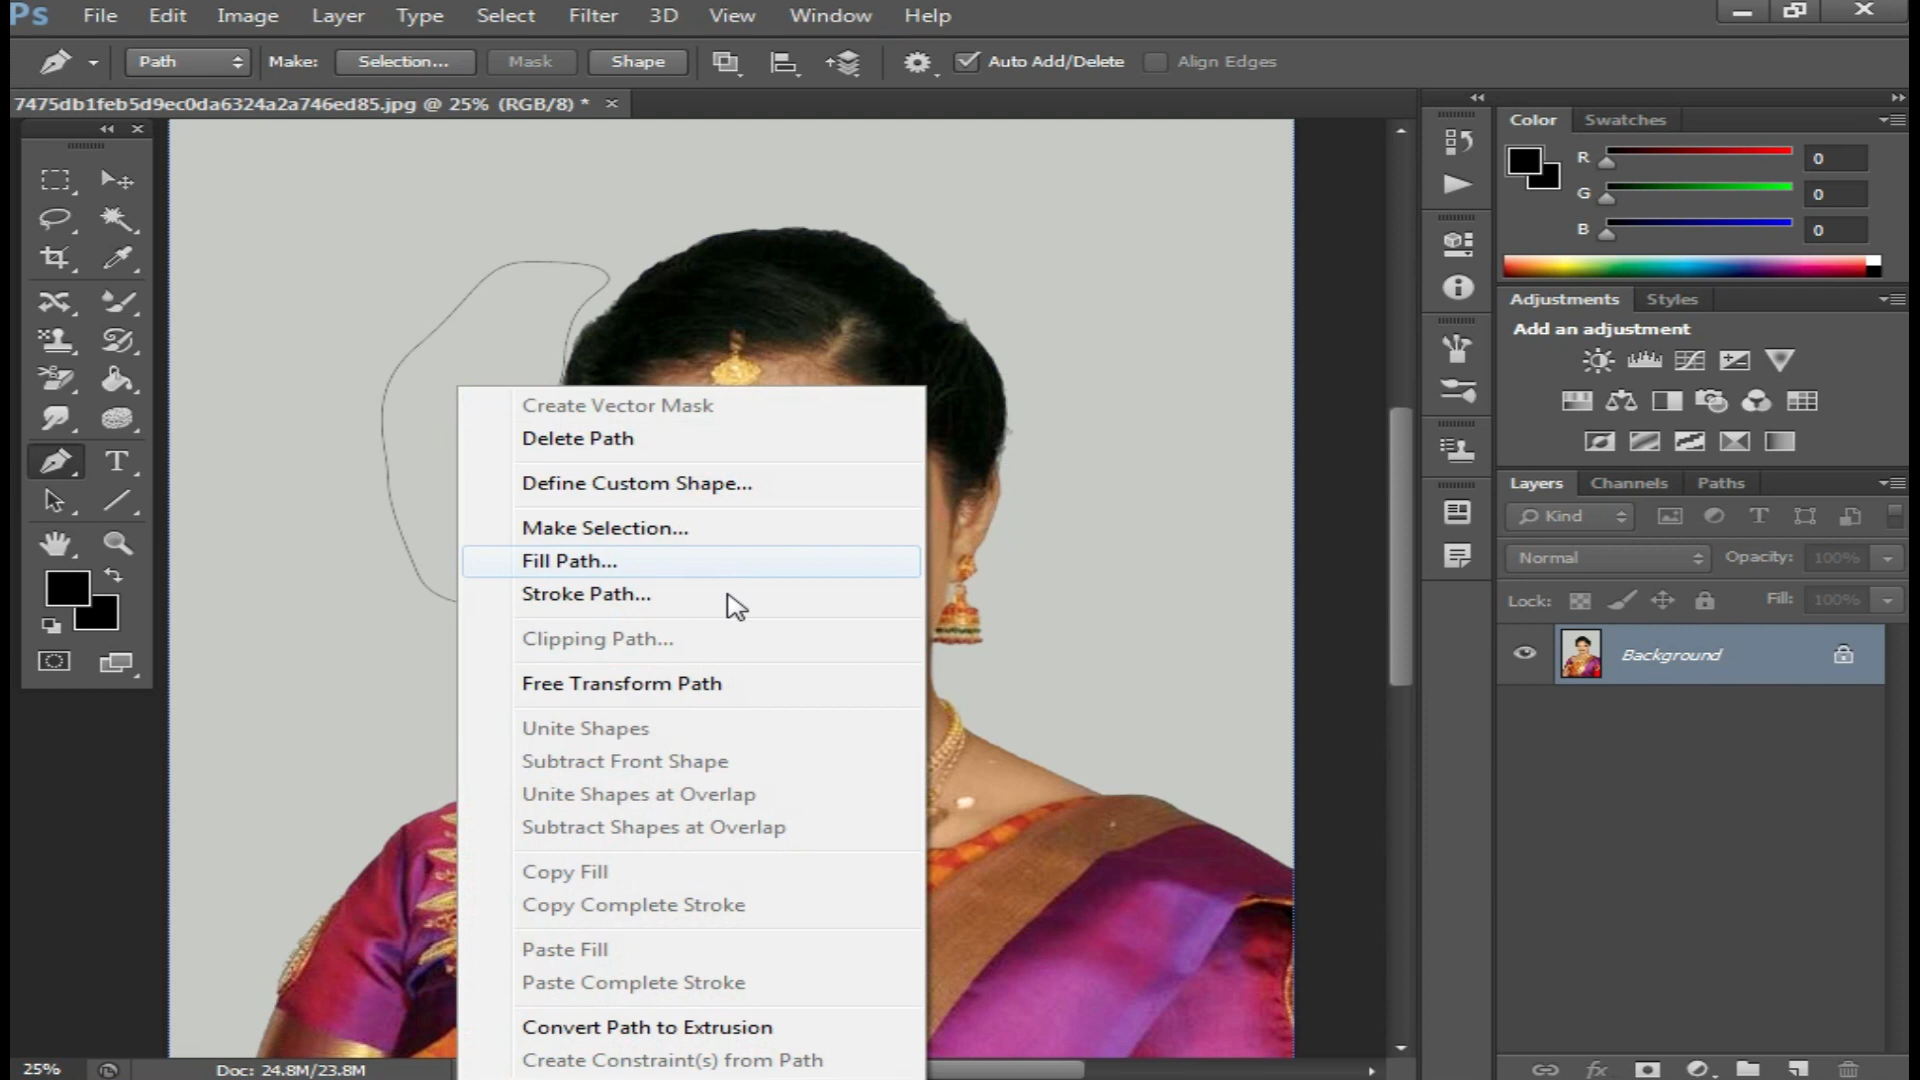 Ps File Edit Image Layer Type Select Filter 3D View Window Help
Path Make: Selection... Mask Shape Auto Add/Delete Align Edges
7475db1feb5d9ec0da6324a2a746ed85.jpg @ 25% (RGB/8) *
Color Swatches
R 0
G 0
B 0
Adjustments Styles
Add an adjustment
Layers Channels Paths
Kind
Normal Opacity: 100%
Lock: Fill: 100%
Background
T
Create Vector Mask
Delete Path
Define Custom Shape...
Make Selection...
Fill Path...
Stroke Path...
Clipping Path...
Free Transform Path
Unite Shapes
Subtract Front Shape
Unite Shapes at Overlap
Subtract Shapes at Overlap
Copy Fill
Copy Complete Stroke
Paste Fill
Paste Complete Stroke
Convert Path to Extrusion
Create Constraint(s) from Path
25% Doc: 24.8M/23.8M
fx